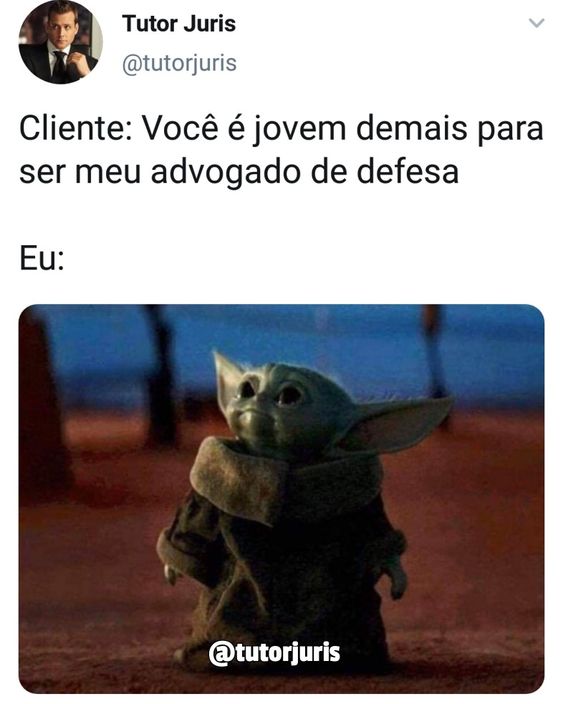 Tutor Juris
@tutorjuris
Cliente: Você é jovem demais para
ser meu advogado de defesa
Eu:
@tutorjuris